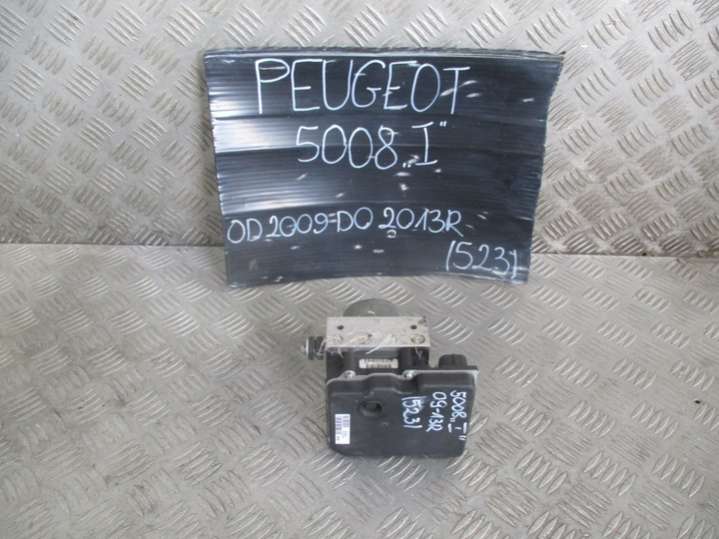 PEUGEOT
5008 „I"
OD 2009-DO 2013R
/523/
5008 „I"
09-13R
/523/